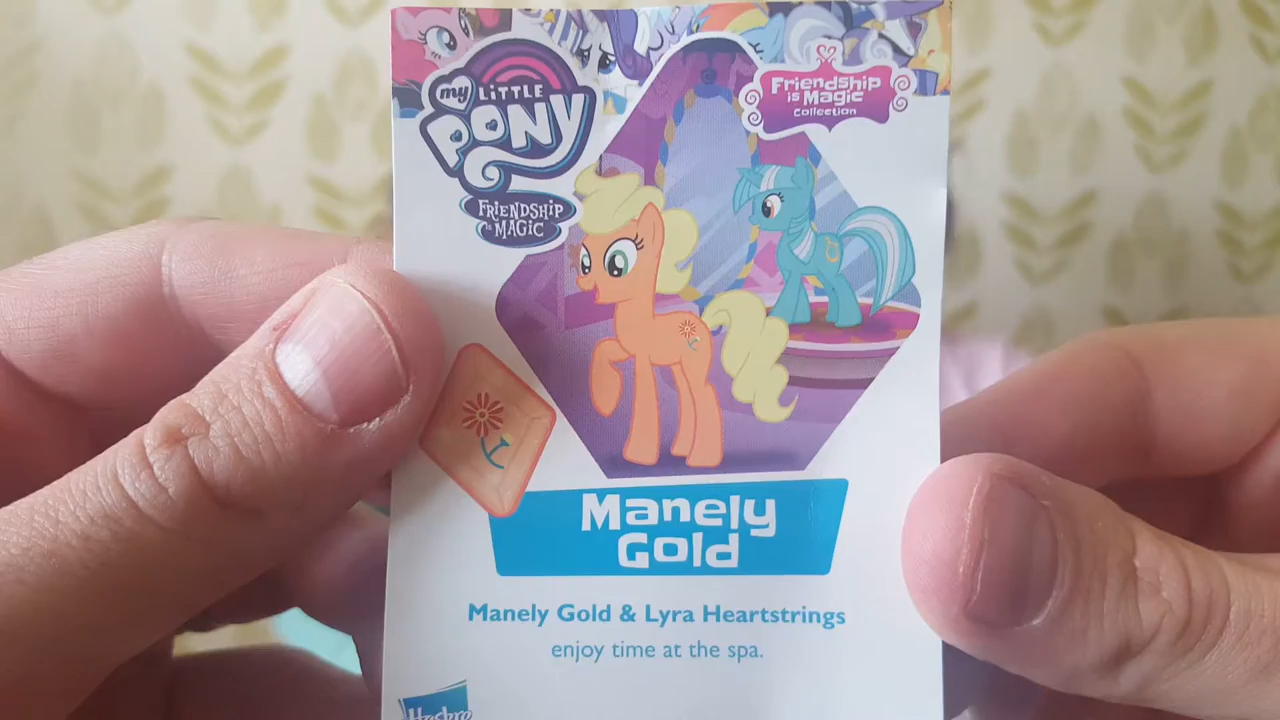 my LiTTLE
PONY
FRIENDSHIP
IS MAGIC
Friendship
is Magic
Collection
Manely
Gold
Manely Gold & Lyra Heartstrings
enjoy time at the spa.
Hasbro